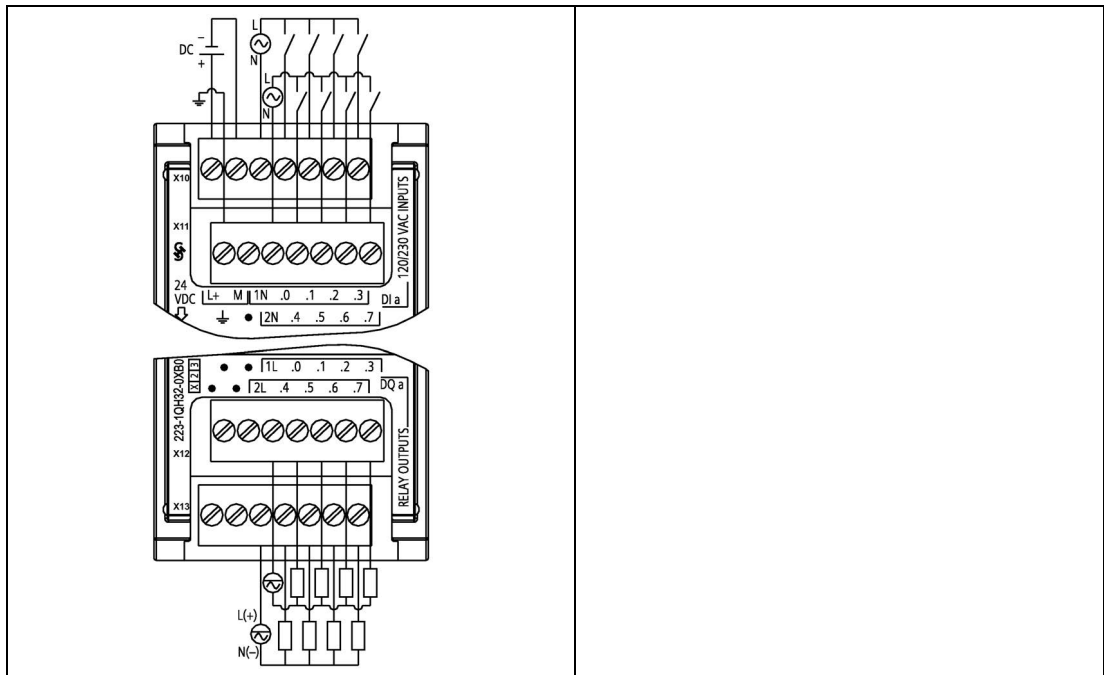 L
−
DC
+
N
L
N
X10
X11
24
VDC
120/230 VAC INPUTS
L+ M 1N .0 .1 .2 .3
DI a
2N .4 .5 .6 .7
223-1QH32-0XB0
X 2 3
1L .0 .1 .2 .3
2L .4 .5 .6 .7
DQ a
X12
RELAY OUTPUTS
X13
L(+)
N(−)